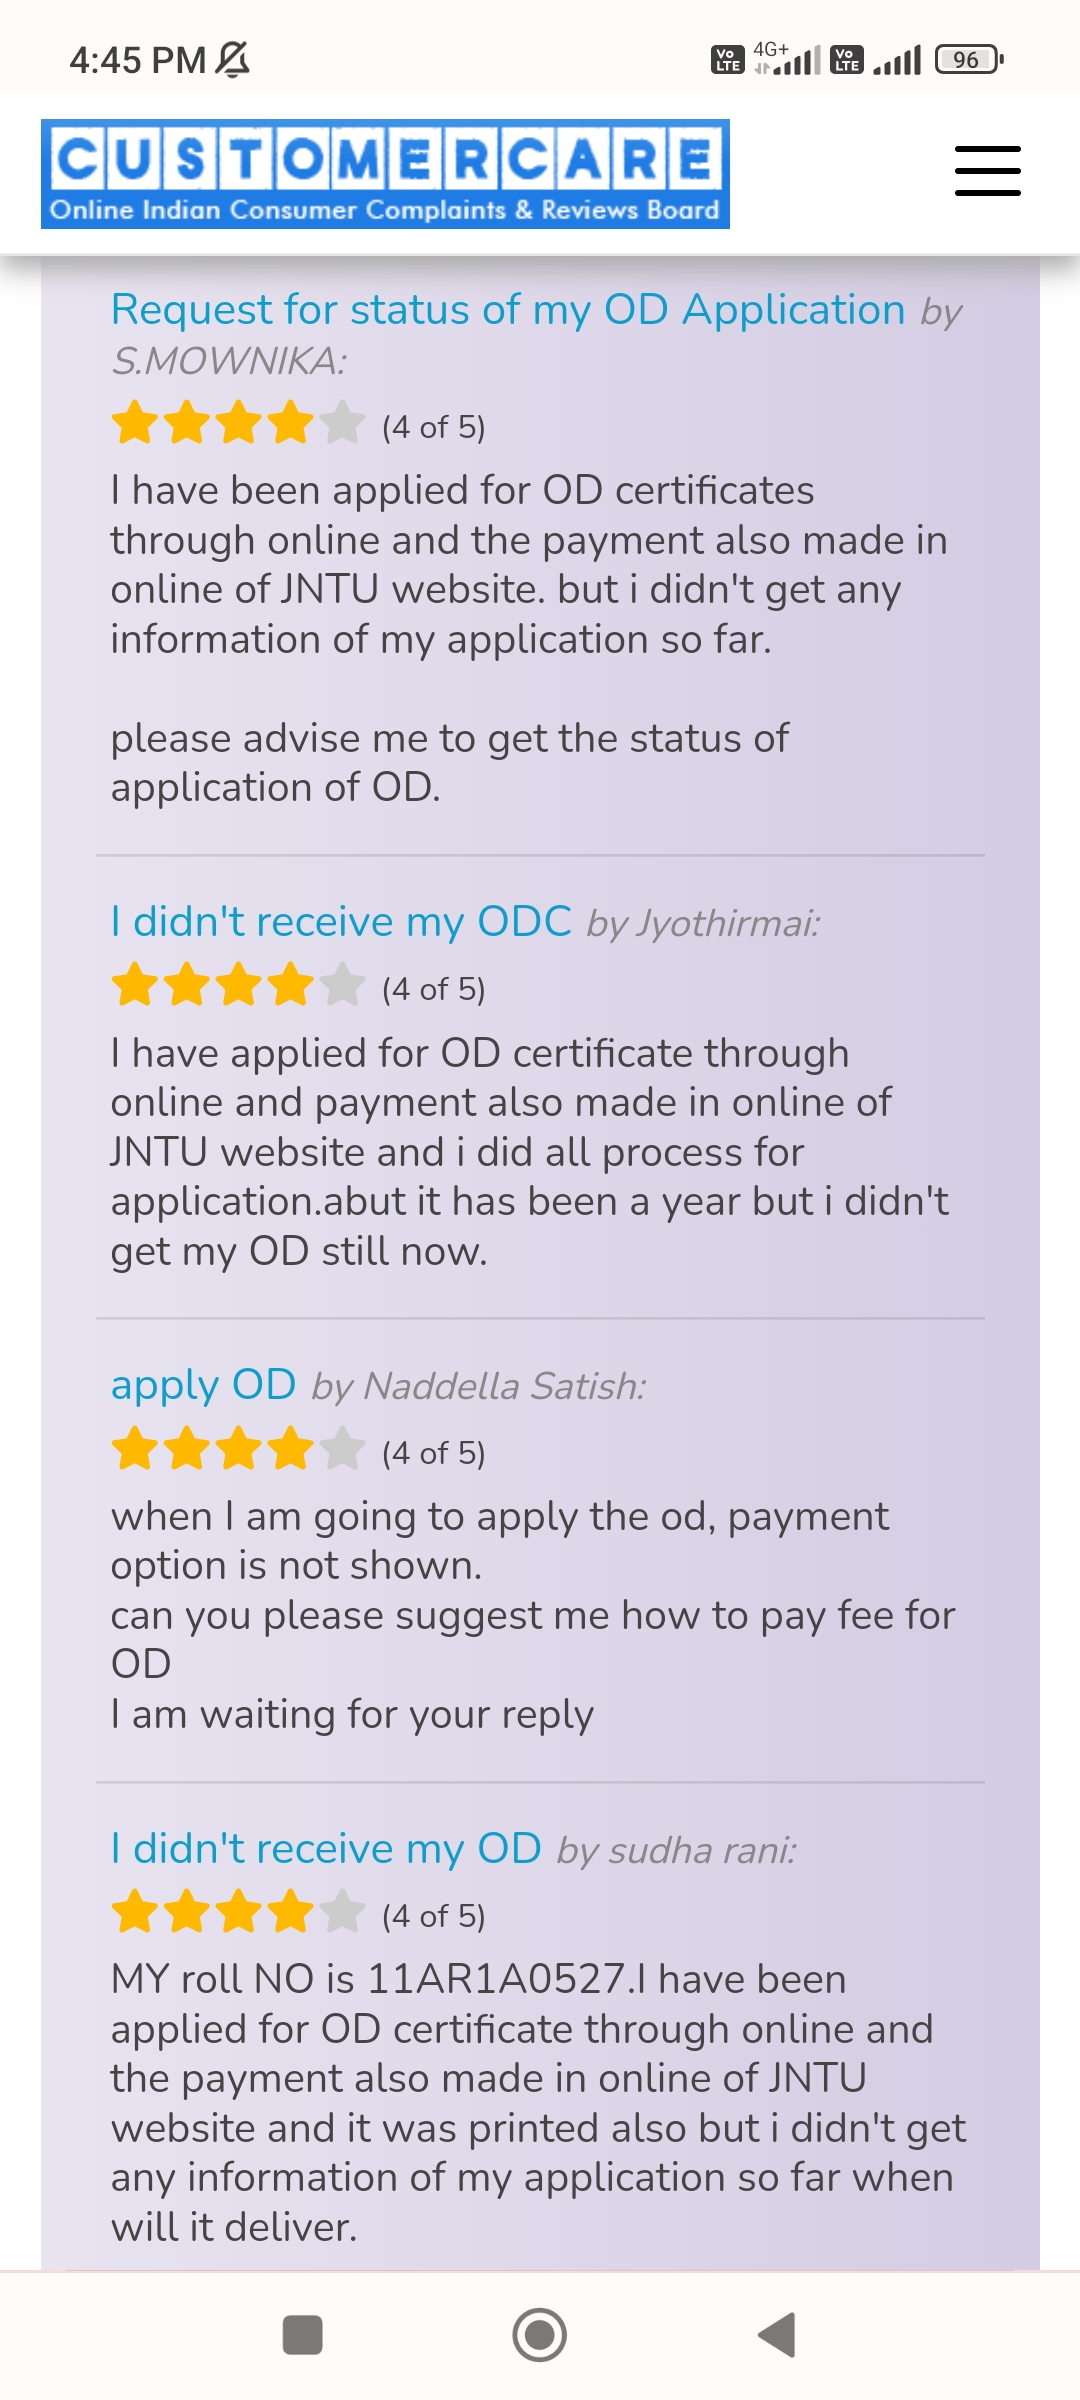 4:45 PM
Vo LTE 4G+ Vo LTE 96
CUSTOMERCARE
Online Indian Consumer Complaints & Reviews Board
Request for status of my OD Application by
S.MOWNIKA:
(4 of 5)
I have been applied for OD certificates
through online and the payment also made in
online of JNTU website. but i didn't get any
information of my application so far.
please advise me to get the status of
application of OD.
I didn't receive my ODC by Jyothirmai:
(4 of 5)
I have applied for OD certificate through
online and payment also made in online of
JNTU website and i did all process for
application.abut it has been a year but i didn't
get my OD still now.
apply OD by Naddella Satish:
(4 of 5)
when I am going to apply the od, payment
option is not shown.
can you please suggest me how to pay fee for
OD
I am waiting for your reply
I didn't receive my OD by sudha rani:
(4 of 5)
MY roll NO is 11AR1A0527.I have been
applied for OD certificate through online and
the payment also made in online of JNTU
website and it was printed also but i didn't get
any information of my application so far when
will it deliver.